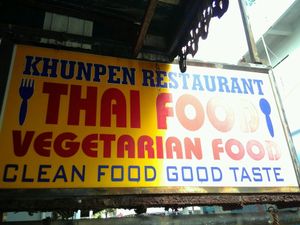 KHUNPEN RESTAURANT
THAI FOOD
VEGETARIAN FOOD
CLEAN FOOD GOOD TASTE